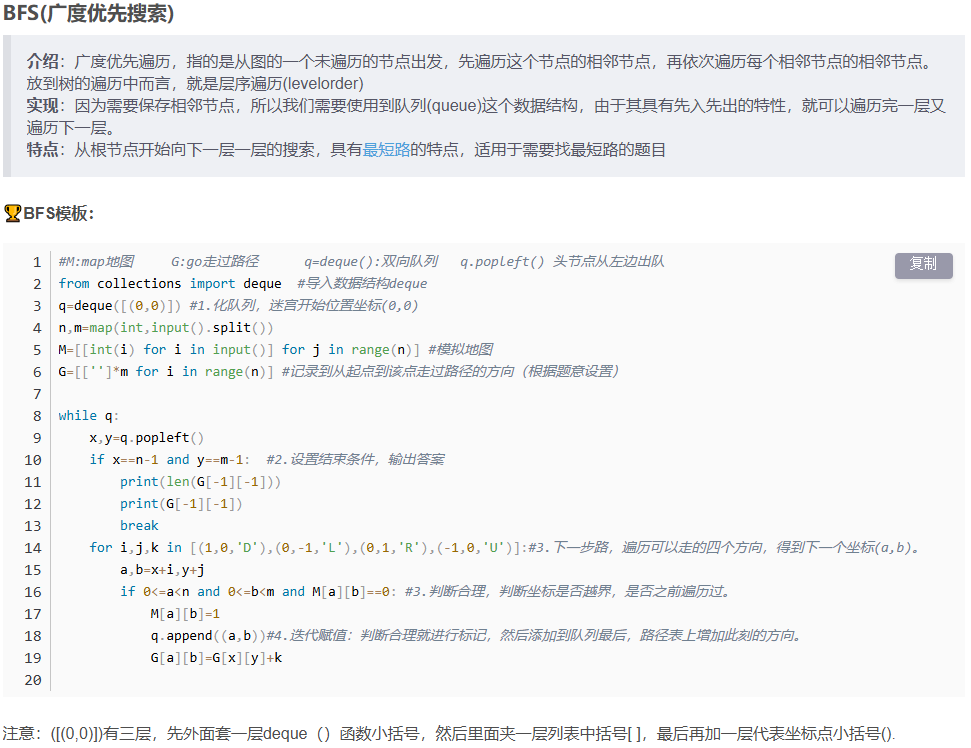 BFS(广度优先搜索)
介绍：广度优先遍历，指的是从图的一个未遍历的节点出发，先遍历这个节点的相邻节点，再依次遍历每个相邻节点的相邻节点。
放到树的遍历中而言，就是层序遍历(levelorder)
实现：因为需要保存相邻节点，所以我们需要使用到队列(queue)这个数据结构，由于其具有先入先出的特性，就可以遍历完一层又
遍历下一层。
特点：从根节点开始向下一层一层的搜索，具有最短路的特点，适用于需要找最短路的题目
🏆BFS模板：
复制
1 #M:map地图     G:go走过路径      q=deque():双向队列   q.popleft() 头节点从左边出队
2 from collections import deque  #导入数据结构deque
3 q=deque([(0,0)]) #1.化队列，迷宫开始位置坐标(0,0)
4 n,m=map(int,input().split())
5 M=[[int(i) for i in input()] for j in range(n)] #模拟地图
6 G=[['']*m for i in range(n)] #记录到从起点到该点走过路径的方向（根据题意设置）
7
8 while q:
9     x,y=q.popleft()
10     if x==n-1 and y==m-1:  #2.设置结束条件，输出答案
11         print(len(G[-1][-1]))
12         print(G[-1][-1])
13         break
14     for i,j,k in [(1,0,'D'),(0,-1,'L'),(0,1,'R'),(-1,0,'U')]:#3.下一步路，遍历可以走的四个方向，得到下一个坐标(a,b)。
15         a,b=x+i,y+j
16         if 0<=a<n and 0<=b<m and M[a][b]==0: #3.判断合理，判断坐标是否越界，是否之前遍历过。
17             M[a][b]=1
18             q.append((a,b))#4.迭代赋值：判断合理就进行标记，然后添加到队列最后，路径表上增加此刻的方向。
19             G[a][b]=G[x][y]+k
20
注意：([(0,0)])有三层，先外面套一层deque（）函数小括号，然后里面夹一层列表中括号[ ]，最后再加一层代表坐标点小括号().